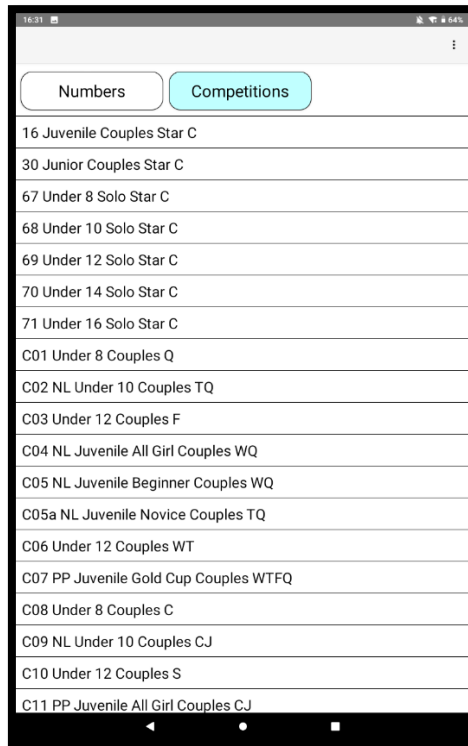 16:31 64%
Numbers Competitions
16 Juvenile Couples Star C
30 Junior Couples Star C
67 Under 8 Solo Star C
68 Under 10 Solo Star C
69 Under 12 Solo Star C
70 Under 14 Solo Star C
71 Under 16 Solo Star C
C01 Under 8 Couples Q
C02 NL Under 10 Couples TQ
C03 Under 12 Couples F
C04 NL Juvenile All Girl Couples WQ
C05 NL Juvenile Beginner Couples WQ
C05a NL Juvenile Novice Couples TQ
C06 Under 12 Couples WT
C07 PP Juvenile Gold Cup Couples WTFQ
C08 Under 8 Couples C
C09 NL Under 10 Couples CJ
C10 Under 12 Couples S
C11 PP Juvenile All Girl Couples CJ